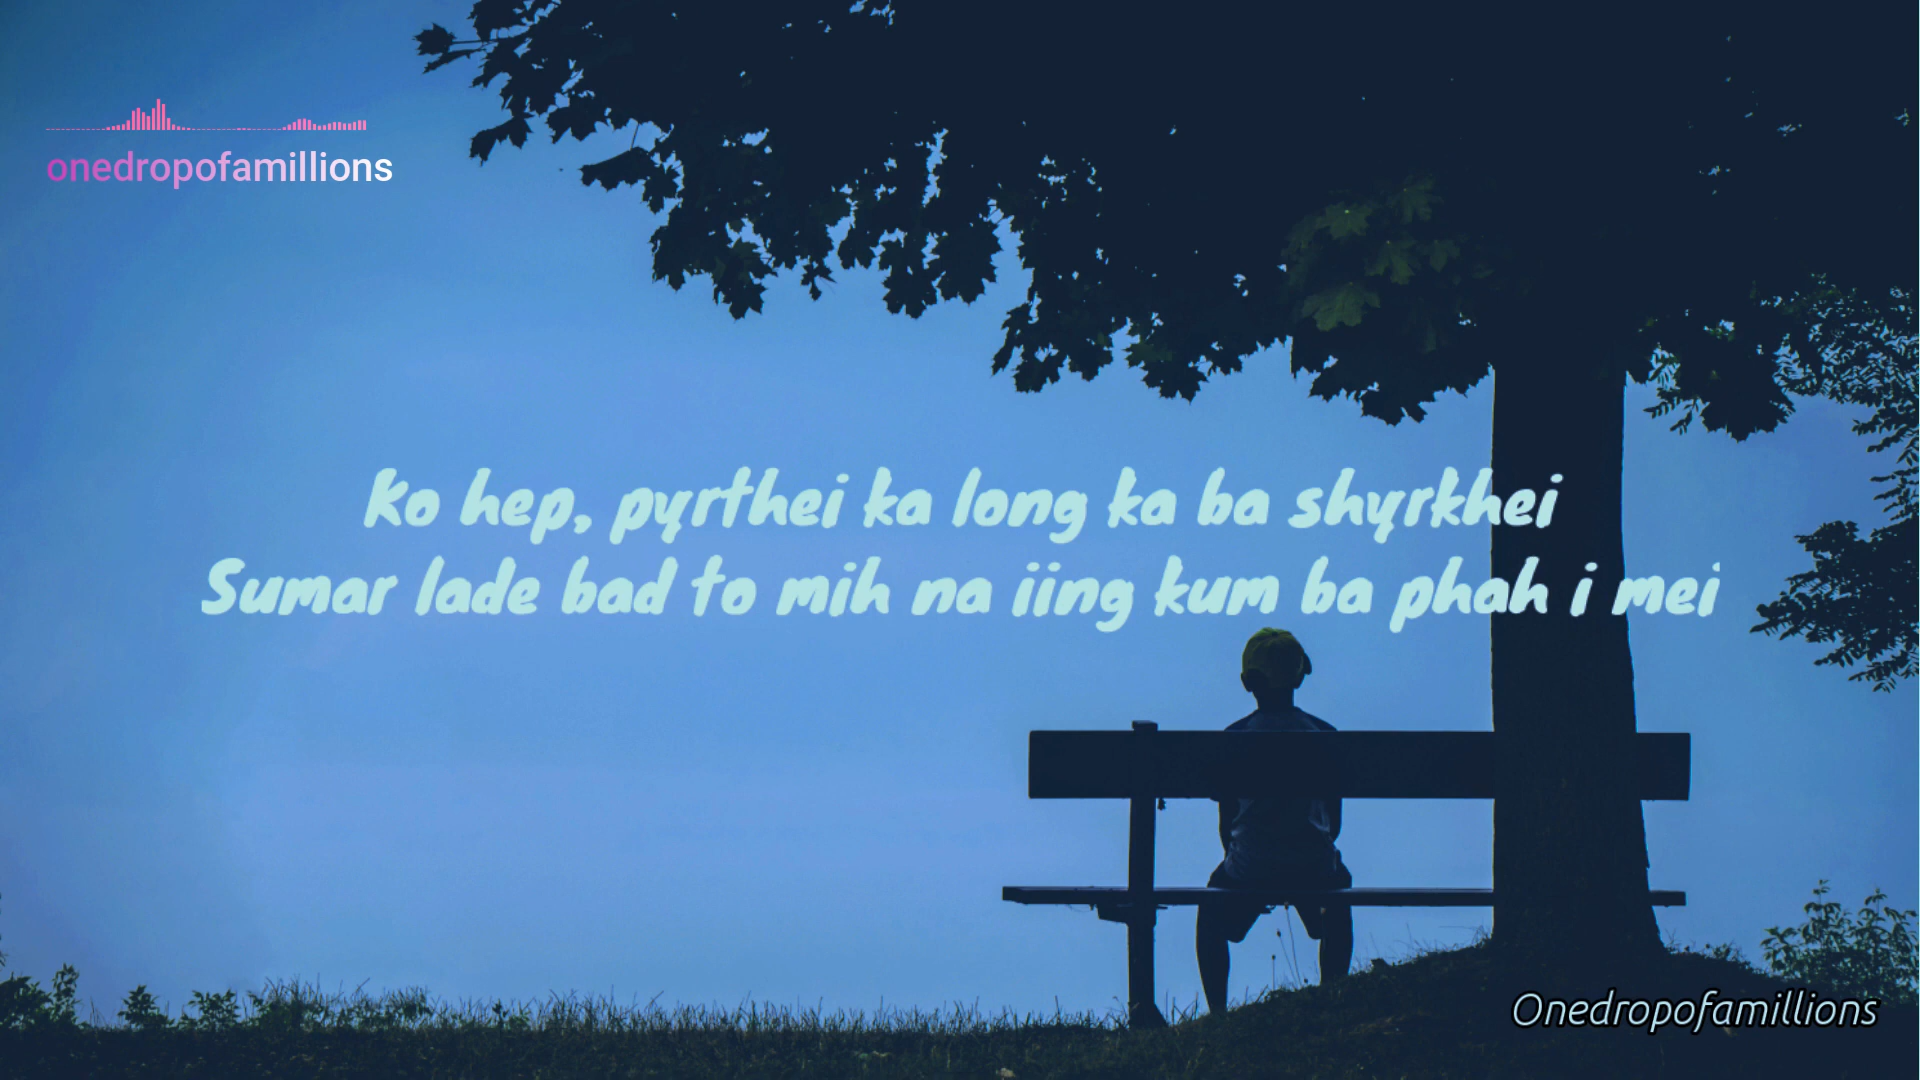 onedropofamillions
Ko hep, pyrthei ka long ka ba shyrkhei
Sumar lade bad to mih na iing kum ba phah i mei
Onedropofamillions